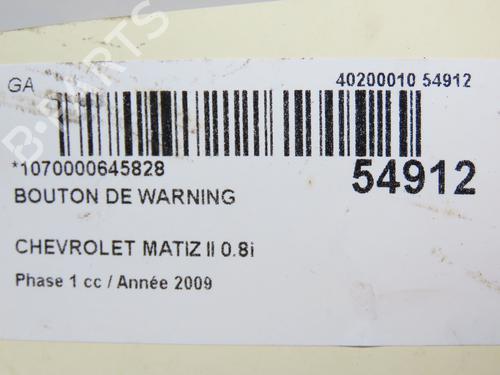 GA
40200010 54912
*1070000645828
54912
BOUTON DE WARNING
CHEVROLET MATIZ II 0.8i
Phase 1 cc / Année 2009
B-PARTS